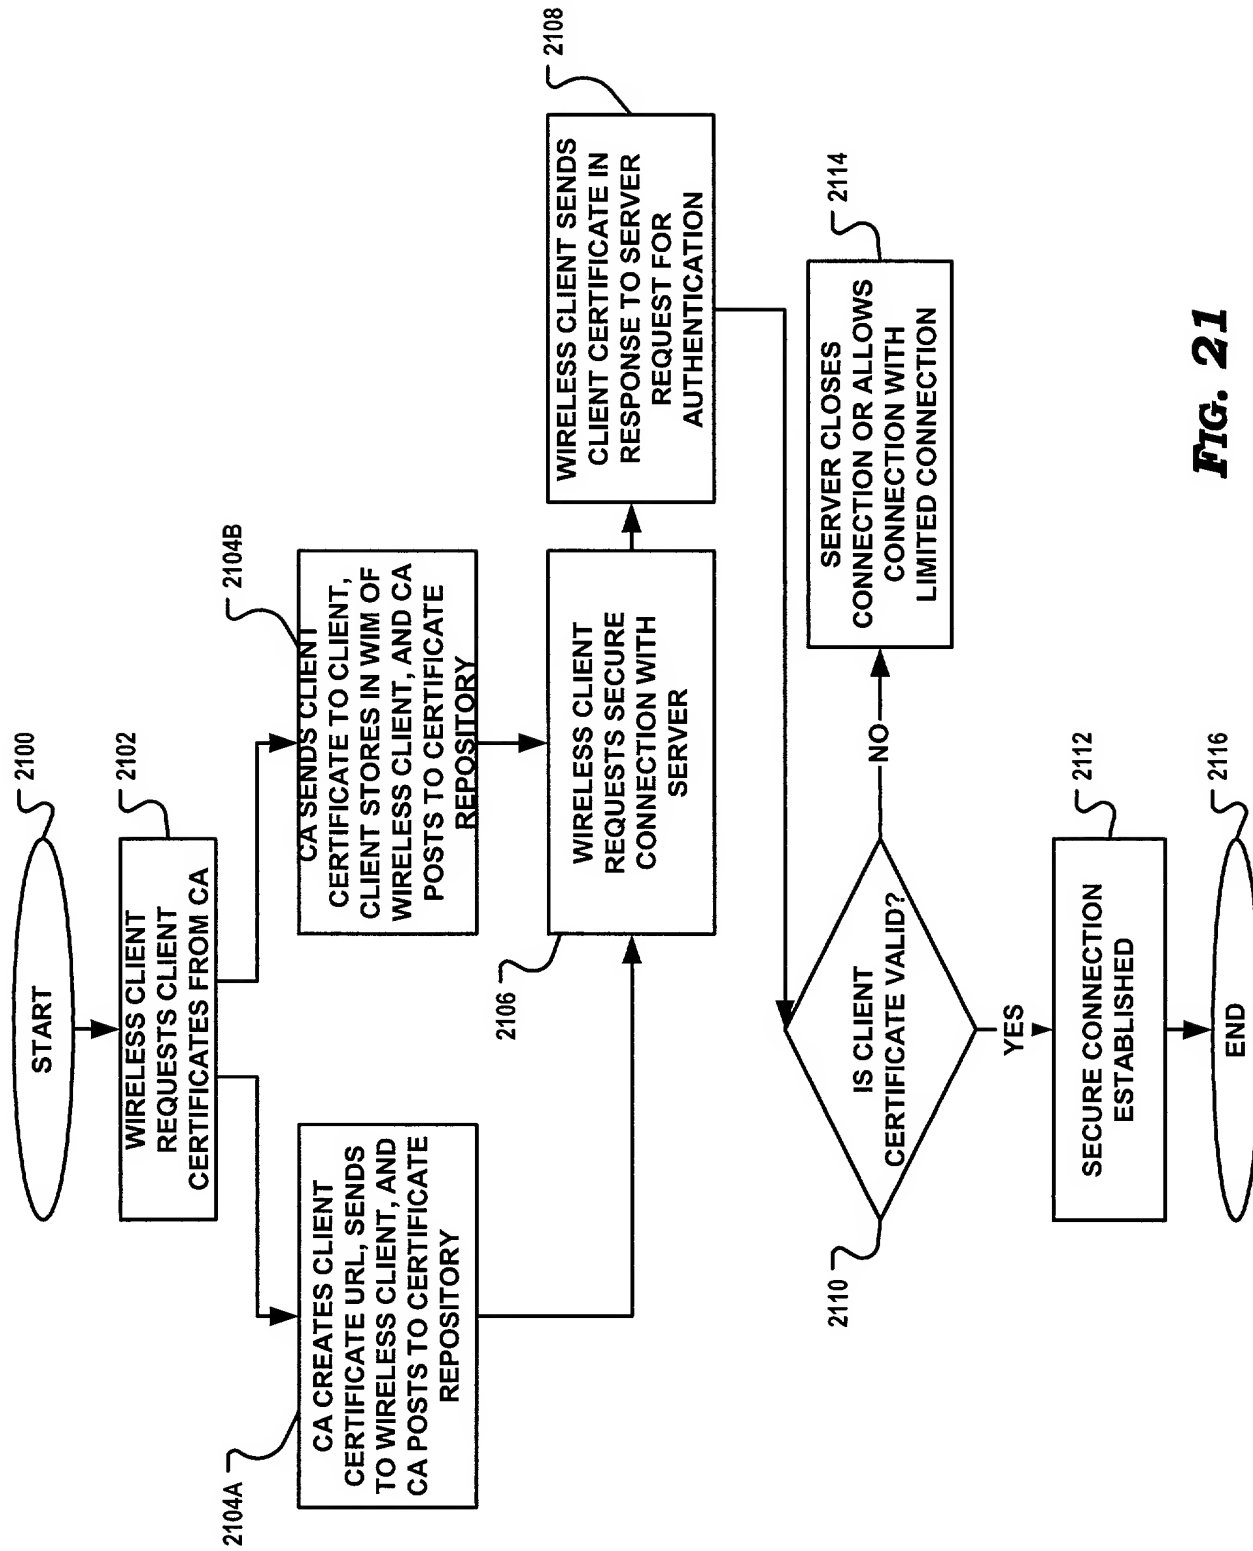 2100
START
2102
WIRELESS CLIENT
REQUESTS CLIENT
CERTIFICATES FROM CA
2104A
CA CREATES CLIENT
CERTIFICATE URL, SENDS
TO WIRELESS CLIENT, AND
CA POSTS TO CERTIFICATE
REPOSITORY
2104B
CA SENDS CLIENT
CERTIFICATE TO CLIENT,
CLIENT STORES IN WIM OF
WIRELESS CLIENT, AND CA
POSTS TO CERTIFICATE
REPOSITORY
2106
WIRELESS CLIENT
REQUESTS SECURE
CONNECTION WITH
SERVER
2108
WIRELESS CLIENT SENDS
CLIENT CERTIFICATE IN
RESPONSE TO SERVER
REQUEST FOR
AUTHENTICATION
2110
IS CLIENT
CERTIFICATE VALID?
NO
2114
SERVER CLOSES
CONNECTION OR ALLOWS
CONNECTION WITH
LIMITED CONNECTION
YES
2112
SECURE CONNECTION
ESTABLISHED
2116
END
FIG. 21